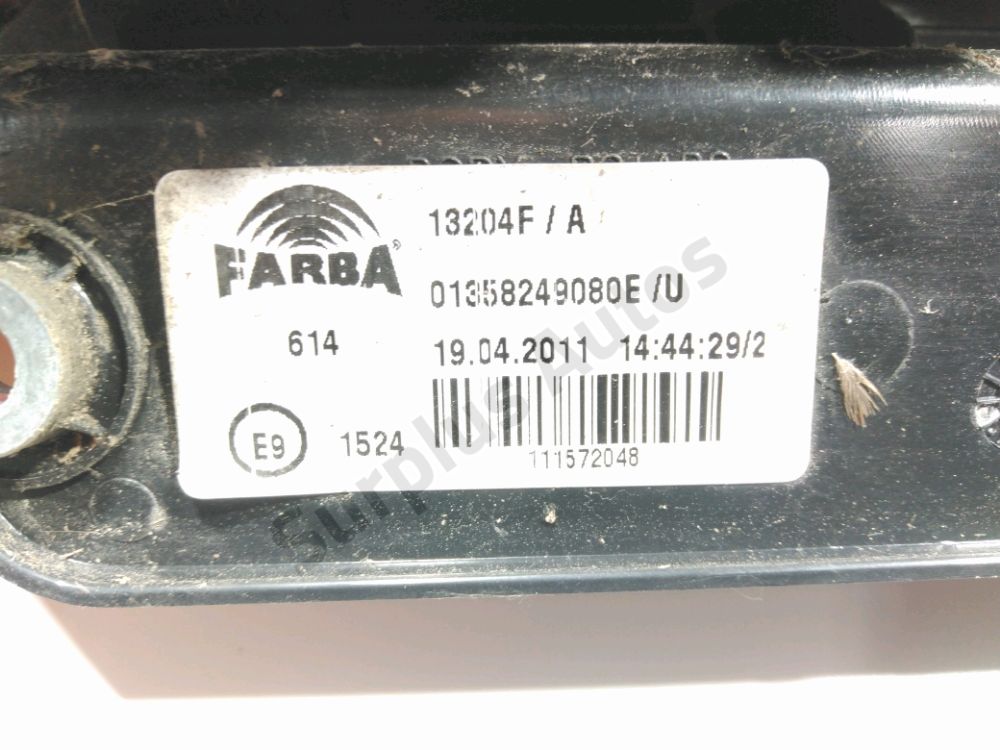 FARBA®
13204F / A
01358249080E /U
614
19.04.2011 14:44:29/2
E9
1524
111572048
Surplus Autos